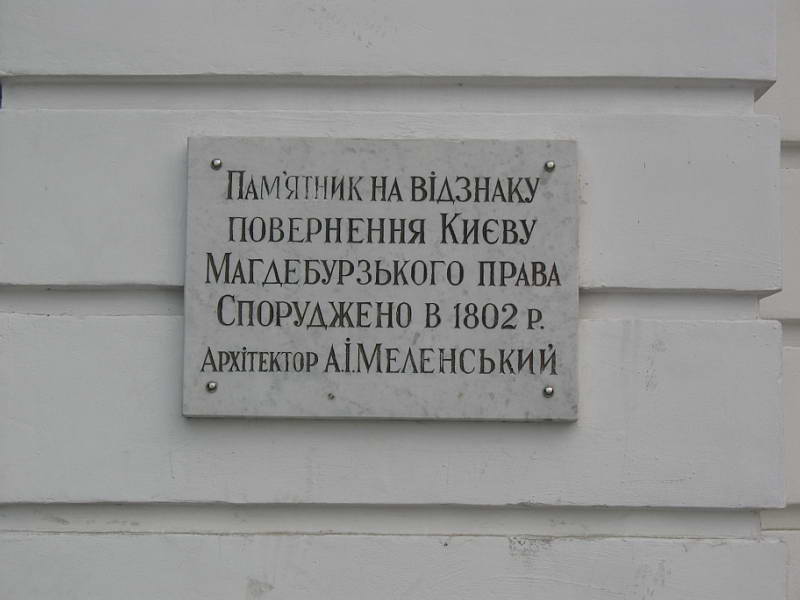 Пам'ятник на відзнаку
повернення Києву
Магдебурзького права
Споруджено в 1802 р.
Архітектор А.І.Меленський